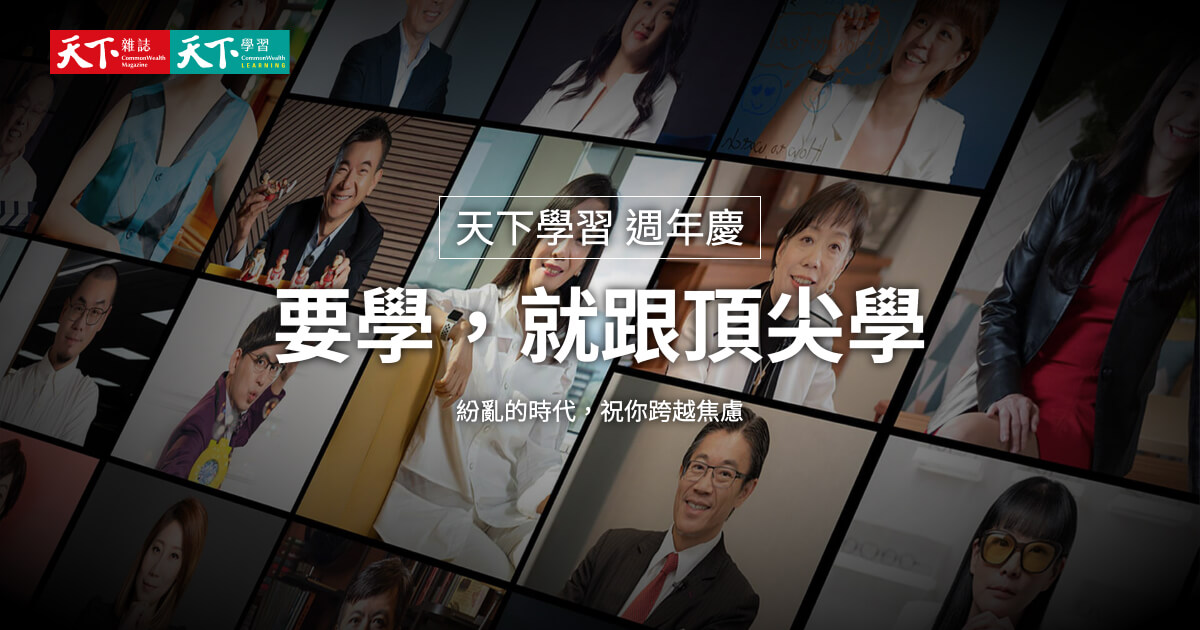 天下 雜誌
CommonWealth
Magazine
天下 學習
CommonWealth
LEARNING
天下學習 週年慶
要學，就跟頂尖學
紛亂的時代，祝你跨越焦慮